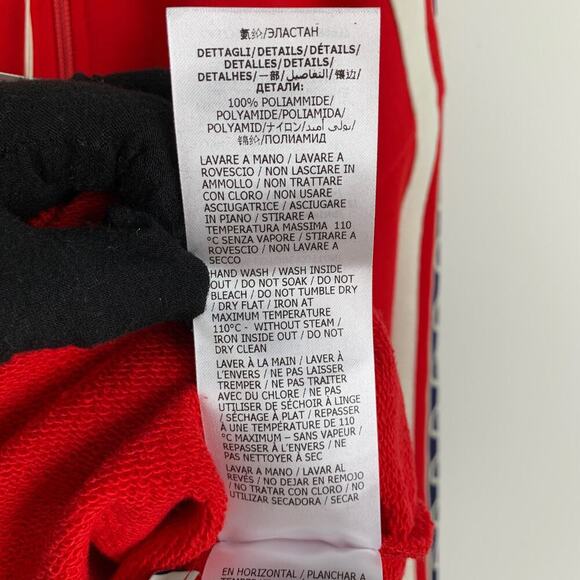 氨纶/ЭЛАСТАН
DETTAGLI/DETAILS/DÉTAILS/
DETALLES/DETAILS/
DETALHES/一部/التفاصيل/镶边/
ДЕТАЛИ:
100% POLIAMMIDE/
POLYAMIDE/POLIAMIDA/
POLYAMID/ナイロン/بولي أميد/
锦纶/ПОЛИАМИД
LAVARE A MANO / LAVARE A
ROVESCIO / NON LASCIARE IN
AMMOLLO / NON TRATTARE
CON CLORO / NON USARE
ASCIUGATRICE / ASCIUGARE
IN PIANO / STIRARE A
TEMPERATURA MASSIMA 110
°C SENZA VAPORE / STIRARE A
ROVESCIO / NON LAVARE A
SECCO
HAND WASH / WASH INSIDE
OUT / DO NOT SOAK / DO NOT
BLEACH / DO NOT TUMBLE DRY
/ DRY FLAT / IRON AT
MAXIMUM TEMPERATURE
110°C - WITHOUT STEAM /
IRON INSIDE OUT / DO NOT
DRY CLEAN
LAVER À LA MAIN / LAVER À
L'ENVERS / NE PAS LAISSER
TREMPER / NE PAS TRAITER
AVEC DU CHLORE / NE PAS
UTILISER DE SÉCHOIR À LINGE
/ SÉCHAGE À PLAT / REPASSER
À UNE TEMPÉRATURE DE 110
°C MAXIMUM – SANS VAPEUR /
REPASSER À L'ENVERS / NE
PAS NETTOYER À SEC
LAVAR A MANO / LAVAR AL
REVÉS / NO DEJAR EN REMOJO
/ NO TRATAR CON CLORO / NO
UTILIZAR SECADORA / SECAR
EN HORIZONTAL / PLANCHAR A